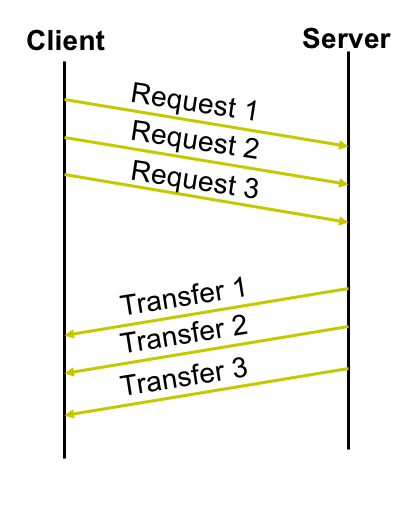 Client
Server
Request 1
Request 2
Request 3
Transfer 1
Transfer 2
Transfer 3